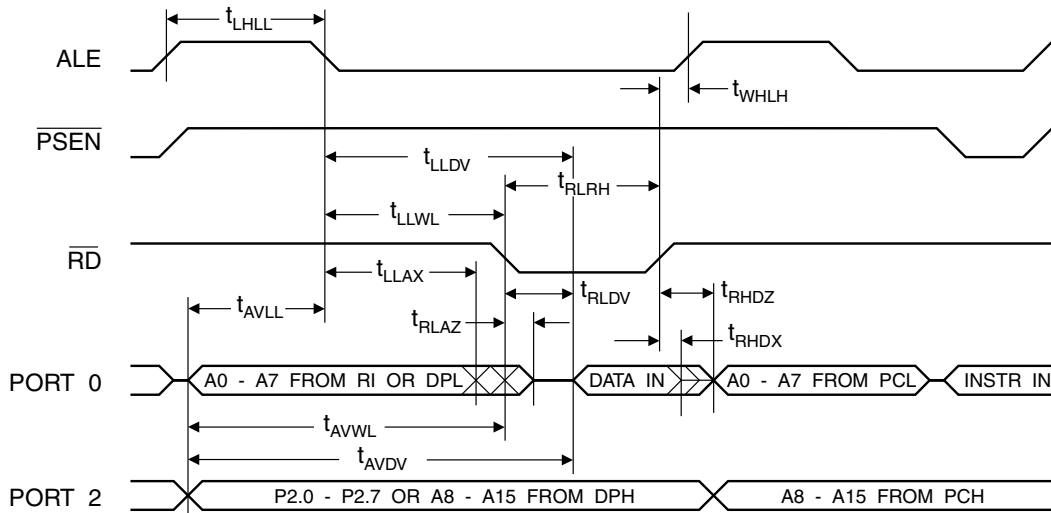 tLHLL
ALE
tWHLH
PSEN
tLLDV
tRLRH
tLLWL
RD
tLLAX
tRLDV
tRHDZ
tAVLL
tRLAZ
tRHDX
PORT 0
A0 - A7 FROM RI OR DPL
DATA IN
A0 - A7 FROM PCL
INSTR IN
tAVWL
tAVDV
PORT 2
P2.0 - P2.7 OR A8 - A15 FROM DPH
A8 - A15 FROM PCH